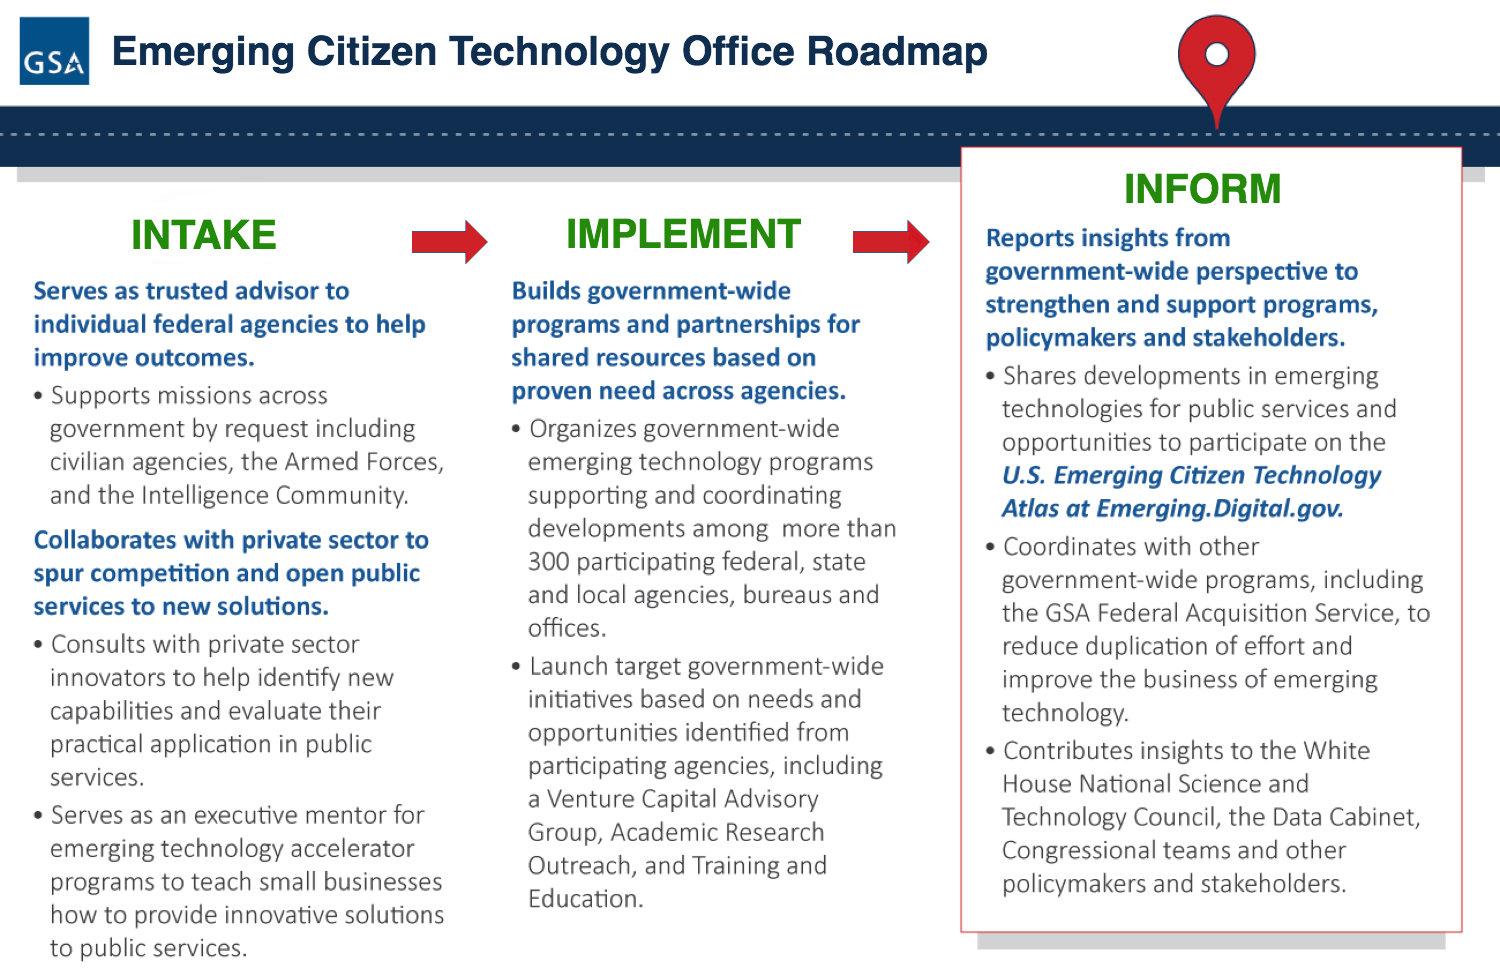 GSA
Emerging Citizen Technology Office Roadmap
INTAKE
Serves as trusted advisor to
individual federal agencies to help
improve outcomes.
• Supports missions across
government by request including
civilian agencies, the Armed Forces,
and the Intelligence Community.
Collaborates with private sector to
spur competition and open public
services to new solutions.
• Consults with private sector
innovators to help identify new
capabilities and evaluate their
practical application in public
services.
• Serves as an executive mentor for
emerging technology accelerator
programs to teach small businesses
how to provide innovative solutions
to public services.
IMPLEMENT
Builds government-wide
programs and partnerships for
shared resources based on
proven need across agencies.
• Organizes government-wide
emerging technology programs
supporting and coordinating
developments among  more than
300 participating federal, state
and local agencies, bureaus and
offices.
• Launch target government-wide
initiatives based on needs and
opportunities identified from
participating agencies, including
a Venture Capital Advisory
Group, Academic Research
Outreach, and Training and
Education.
INFORM
Reports insights from
government-wide perspective to
strengthen and support programs,
policymakers and stakeholders.
• Shares developments in emerging
technologies for public services and
opportunities to participate on the
U.S. Emerging Citizen Technology
Atlas at Emerging.Digital.gov.
• Coordinates with other
government-wide programs, including
the GSA Federal Acquisition Service, to
reduce duplication of effort and
improve the business of emerging
technology.
• Contributes insights to the White
House National Science and
Technology Council, the Data Cabinet,
Congressional teams and other
policymakers and stakeholders.